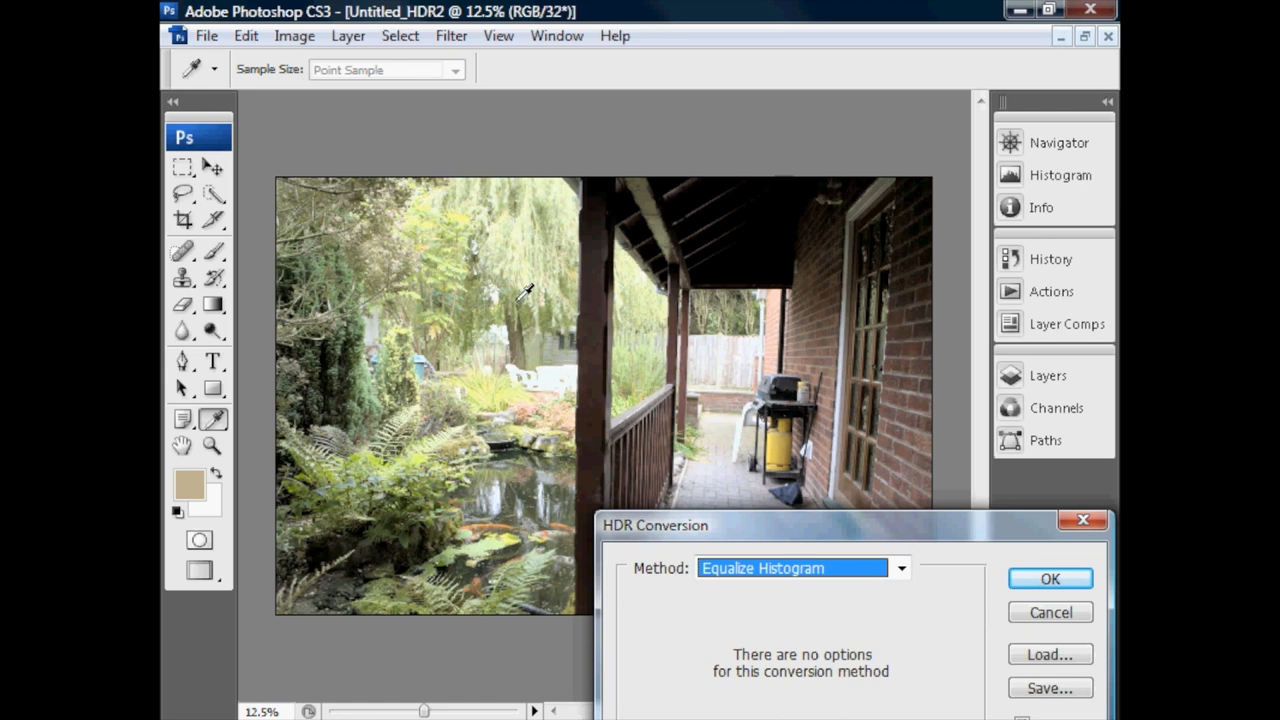 Ps Adobe Photoshop CS3 - [Untitled_HDR2 @ 12.5% (RGB/32*)]
Ps File Edit Image Layer Select Filter View Window Help
Sample Size: Point Sample
Ps
T
Navigator
Histogram
Info
History
Actions
Layer Comps
Layers
Channels
Paths
HDR Conversion
Method: Equalize Histogram
There are no options
for this conversion method
OK
Cancel
Load...
Save...
12.5%